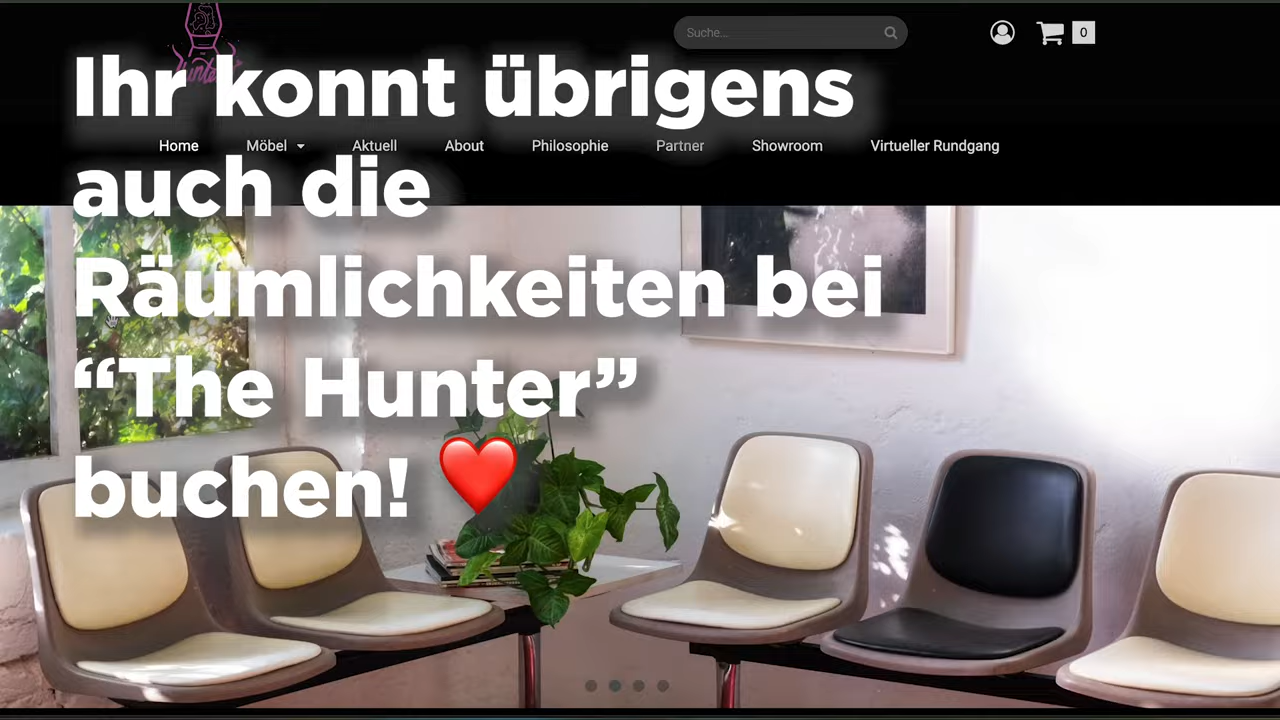 Suche...
0
Ihr konnt übrigens
Home Möbel Aktuell About Philosophie Partner Showroom Virtueller Rundgang
auch die
Räumlichkeiten bei
“The Hunter”
buchen! ❤️